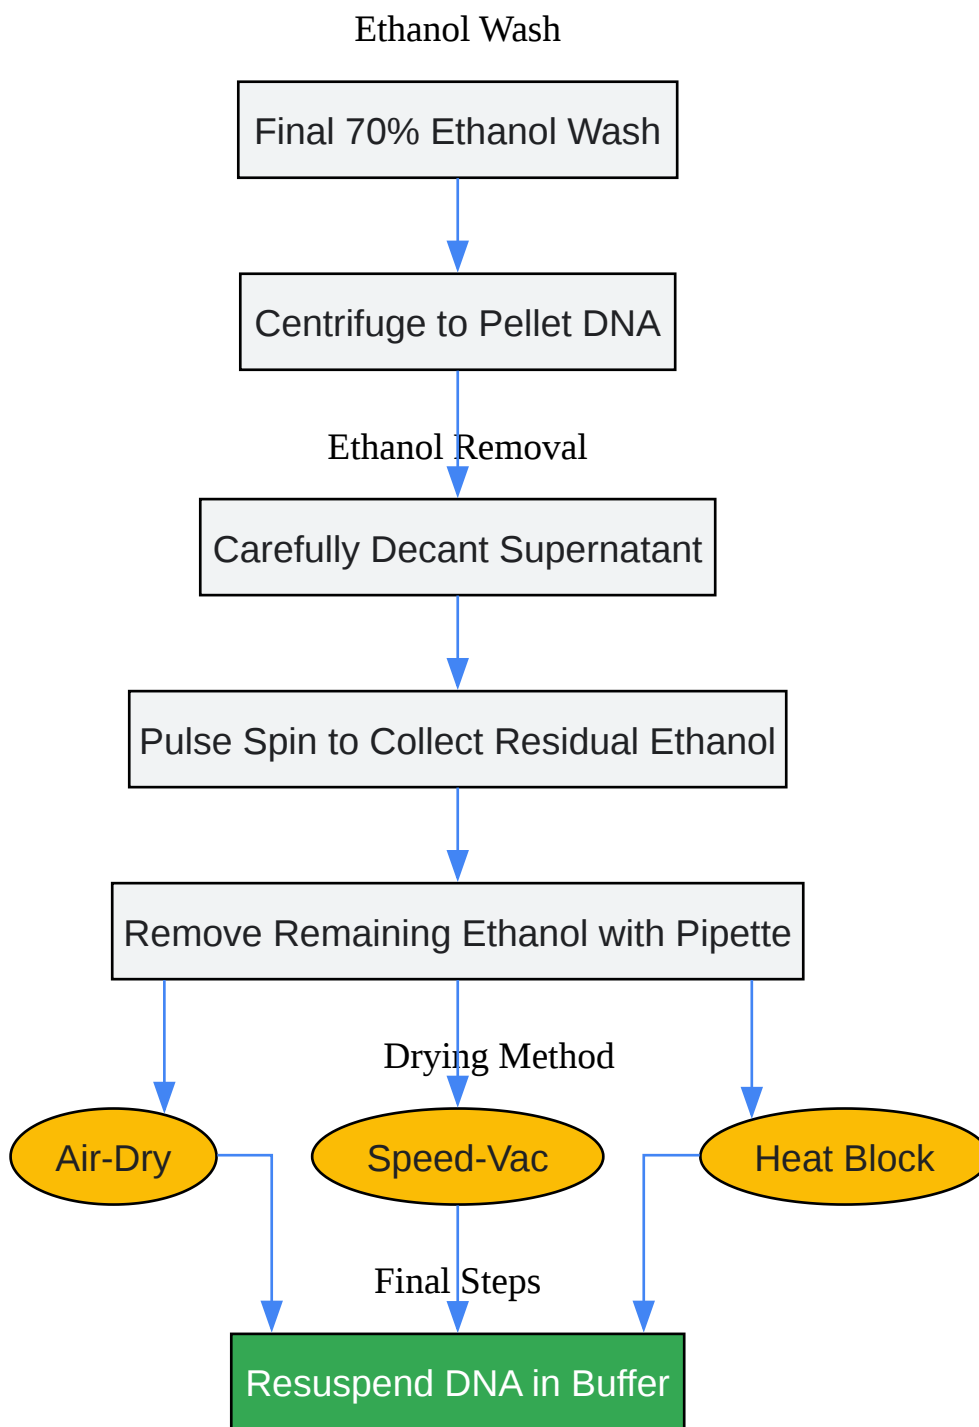 Ethanol Wash
Final 70% Ethanol Wash
Centrifuge to Pellet DNA
Ethanol Removal
Carefully Decant Supernatant
Pulse Spin to Collect Residual Ethanol
Remove Remaining Ethanol with Pipette
Drying Method
Air-Dry
Speed-Vac
Heat Block
Final Steps
Resuspend DNA in Buffer